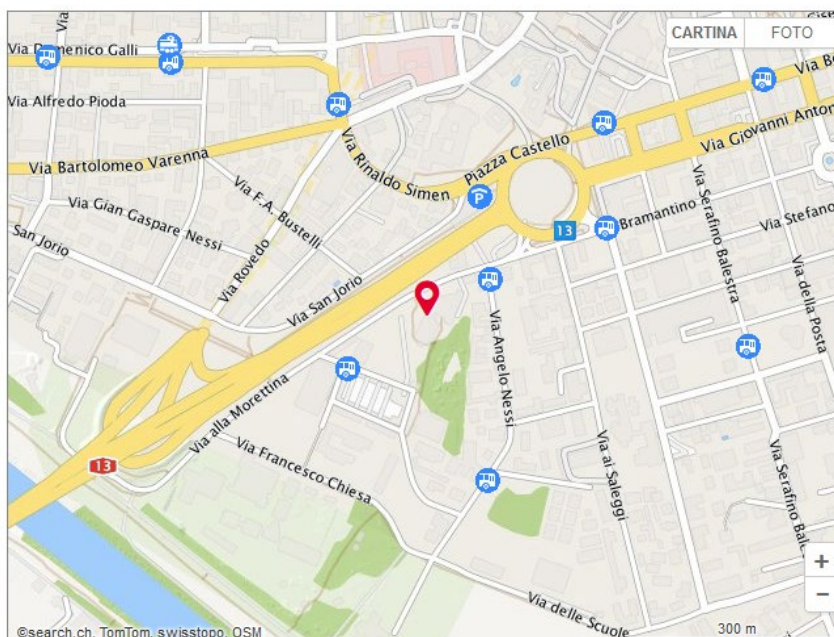 CARTINA
FOTO
Via Domenico Galli
Via Alfredo Pioda
Via Bartolomeo Varenna
Via Rinaldo Simen
Piazza Castello
Via Giovanni Anton
Via Gian Gaspare Nessi
Via F.A. Bustelli
San Jorio
Via Rovedo
Via San Jorio
P
13
Bramantino
Via Stefano
Via Serafino Balestra
Via della Posta
Via Angelo Nessi
Via alla Morettina
13
Via Francesco Chiesa
Via ai Saleggi
Via Serafino Bale
Via delle Scuole
+
−
300 m
©search.ch, TomTom, swisstopo, OSM